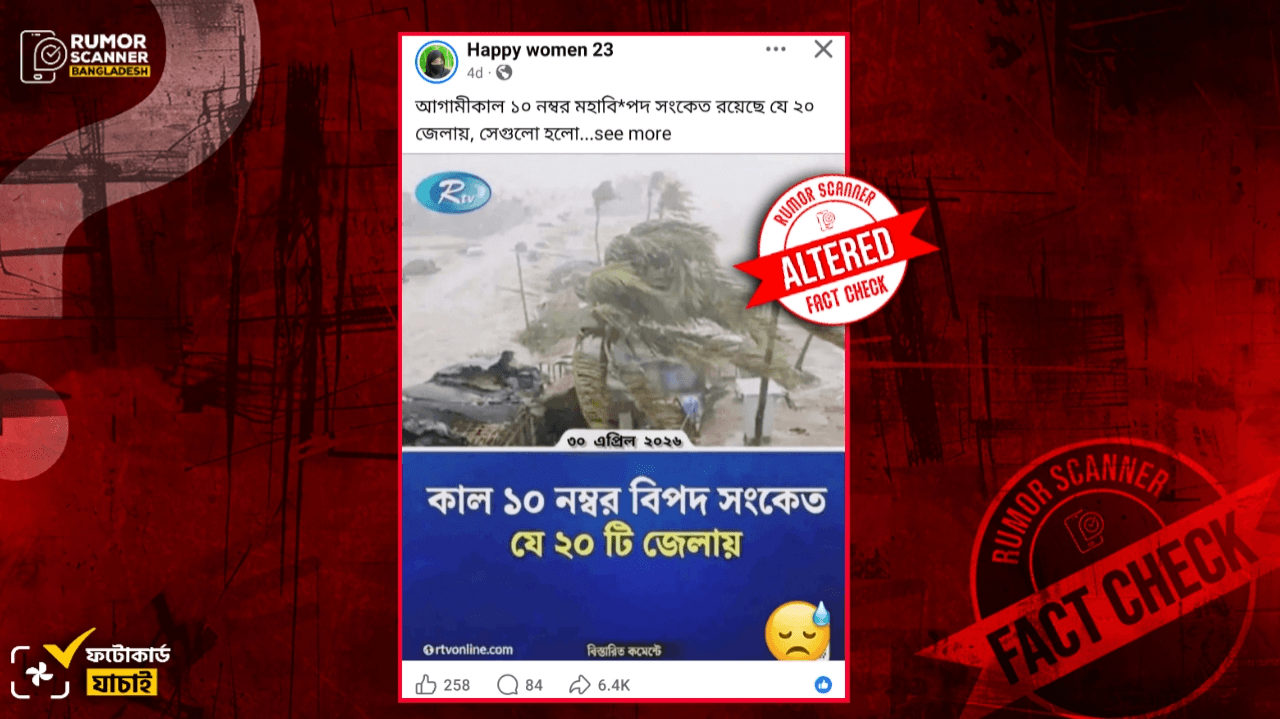 RUMOR
SCANNER
BANGLADESH
Happy women 23
4d
আগামীকাল ১০ নম্বর মহাবি*পদ সংকেত রয়েছে যে ২০
জেলায়, সেগুলো হলো...see more
Rtv
RUMOR SCANNER
ALTERED
FACT CHECK
৩০ এপ্রিল ২০২৬
কাল ১০ নম্বর বিপদ সংকেত
যে ২০ টি জেলায়
rtvonline.com
বিস্তারিত কমেন্টে
258 84 6.4K
ফটোকার্ড
যাচাই
RUMOR SCANNER
FACT CHECK